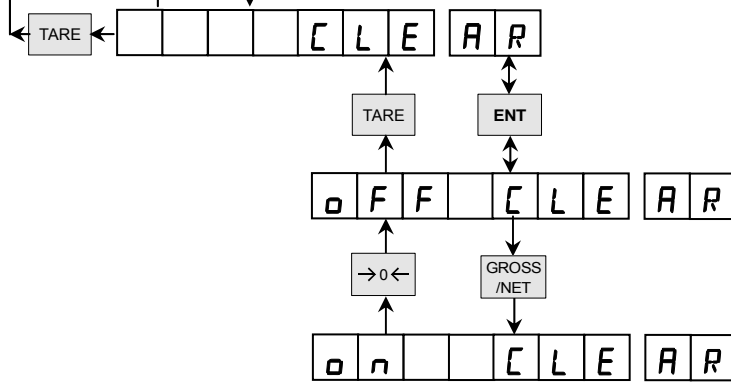 TARE CLE AR
TARE ENT
oFF CLE AR
→0← GROSS
/NET
on CLE AR